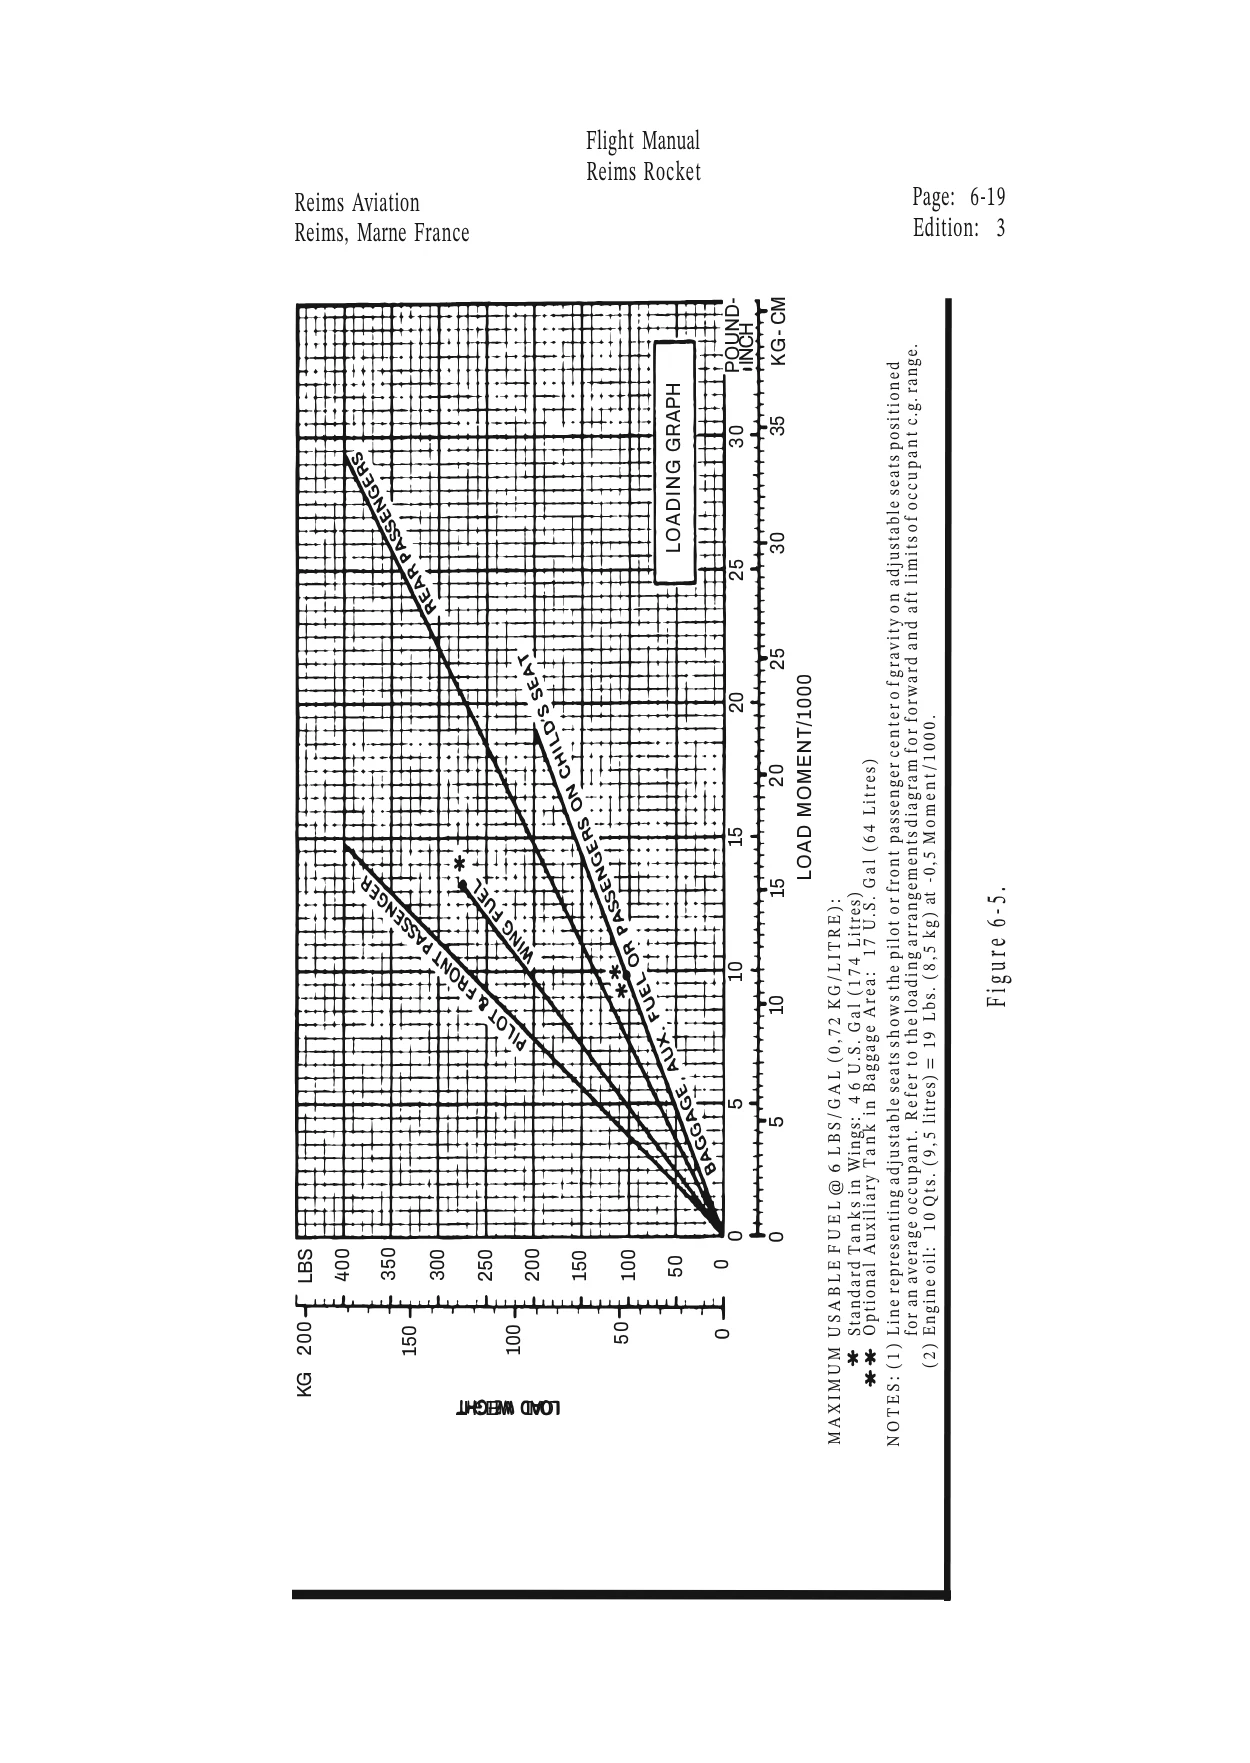 Flight Manual
Reims Rocket
Reims Aviation
Reims, Marne France
Page: 6-19
Edition: 3
KG 200 150 100 50 0
LBS 400 350 300 250 200 150 100 50 0
LOAD WEIGHT
PILOT & FRONT PASSENGER
WING FUEL *
REAR PASSENGERS
BAGGAGE, AUX. FUEL OR PASSENGERS ON CHILD'S SEAT
**
LOADING GRAPH
0 5 10 15 20 25 30 POUND-
INCH
0 5 10 15 20 25 30 35 KG-CM
LOAD MOMENT/1000
MAXIMUM USABLE FUEL @ 6 LBS/GAL (0,72 KG/LITRE):
* Standard Tanks in Wings: 46 U.S. Gal (174 Litres)
** Optional Auxiliary Tank in Baggage Area: 17 U.S. Gal (64 Litres)
NOTES: (1) Line representing adjustable seats shows the pilot or front passenger center of gravity on adjustable seats positioned
for an average occupant. Refer to the loading arrangements diagram for forward and aft limits of occupant c.g. range.
(2) Engine oil: 10 Qts. (9,5 litres) = 19 Lbs. (8,5 kg) at -0,5 Moment/1000.
Figure 6-5.